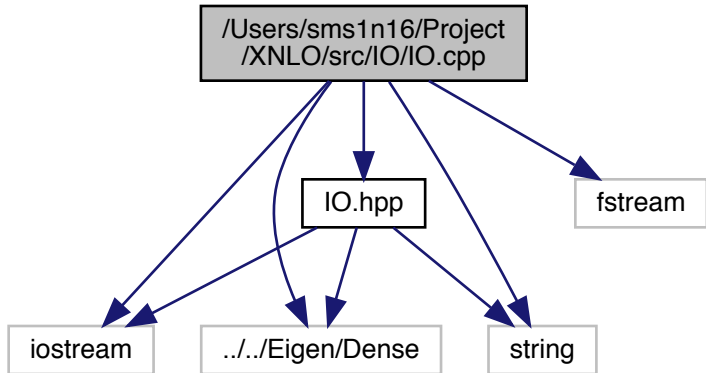 /Users/sms1n16/Project
/XNLO/src/IO/IO.cpp
IO.hpp
fstream
iostream
../../Eigen/Dense
string